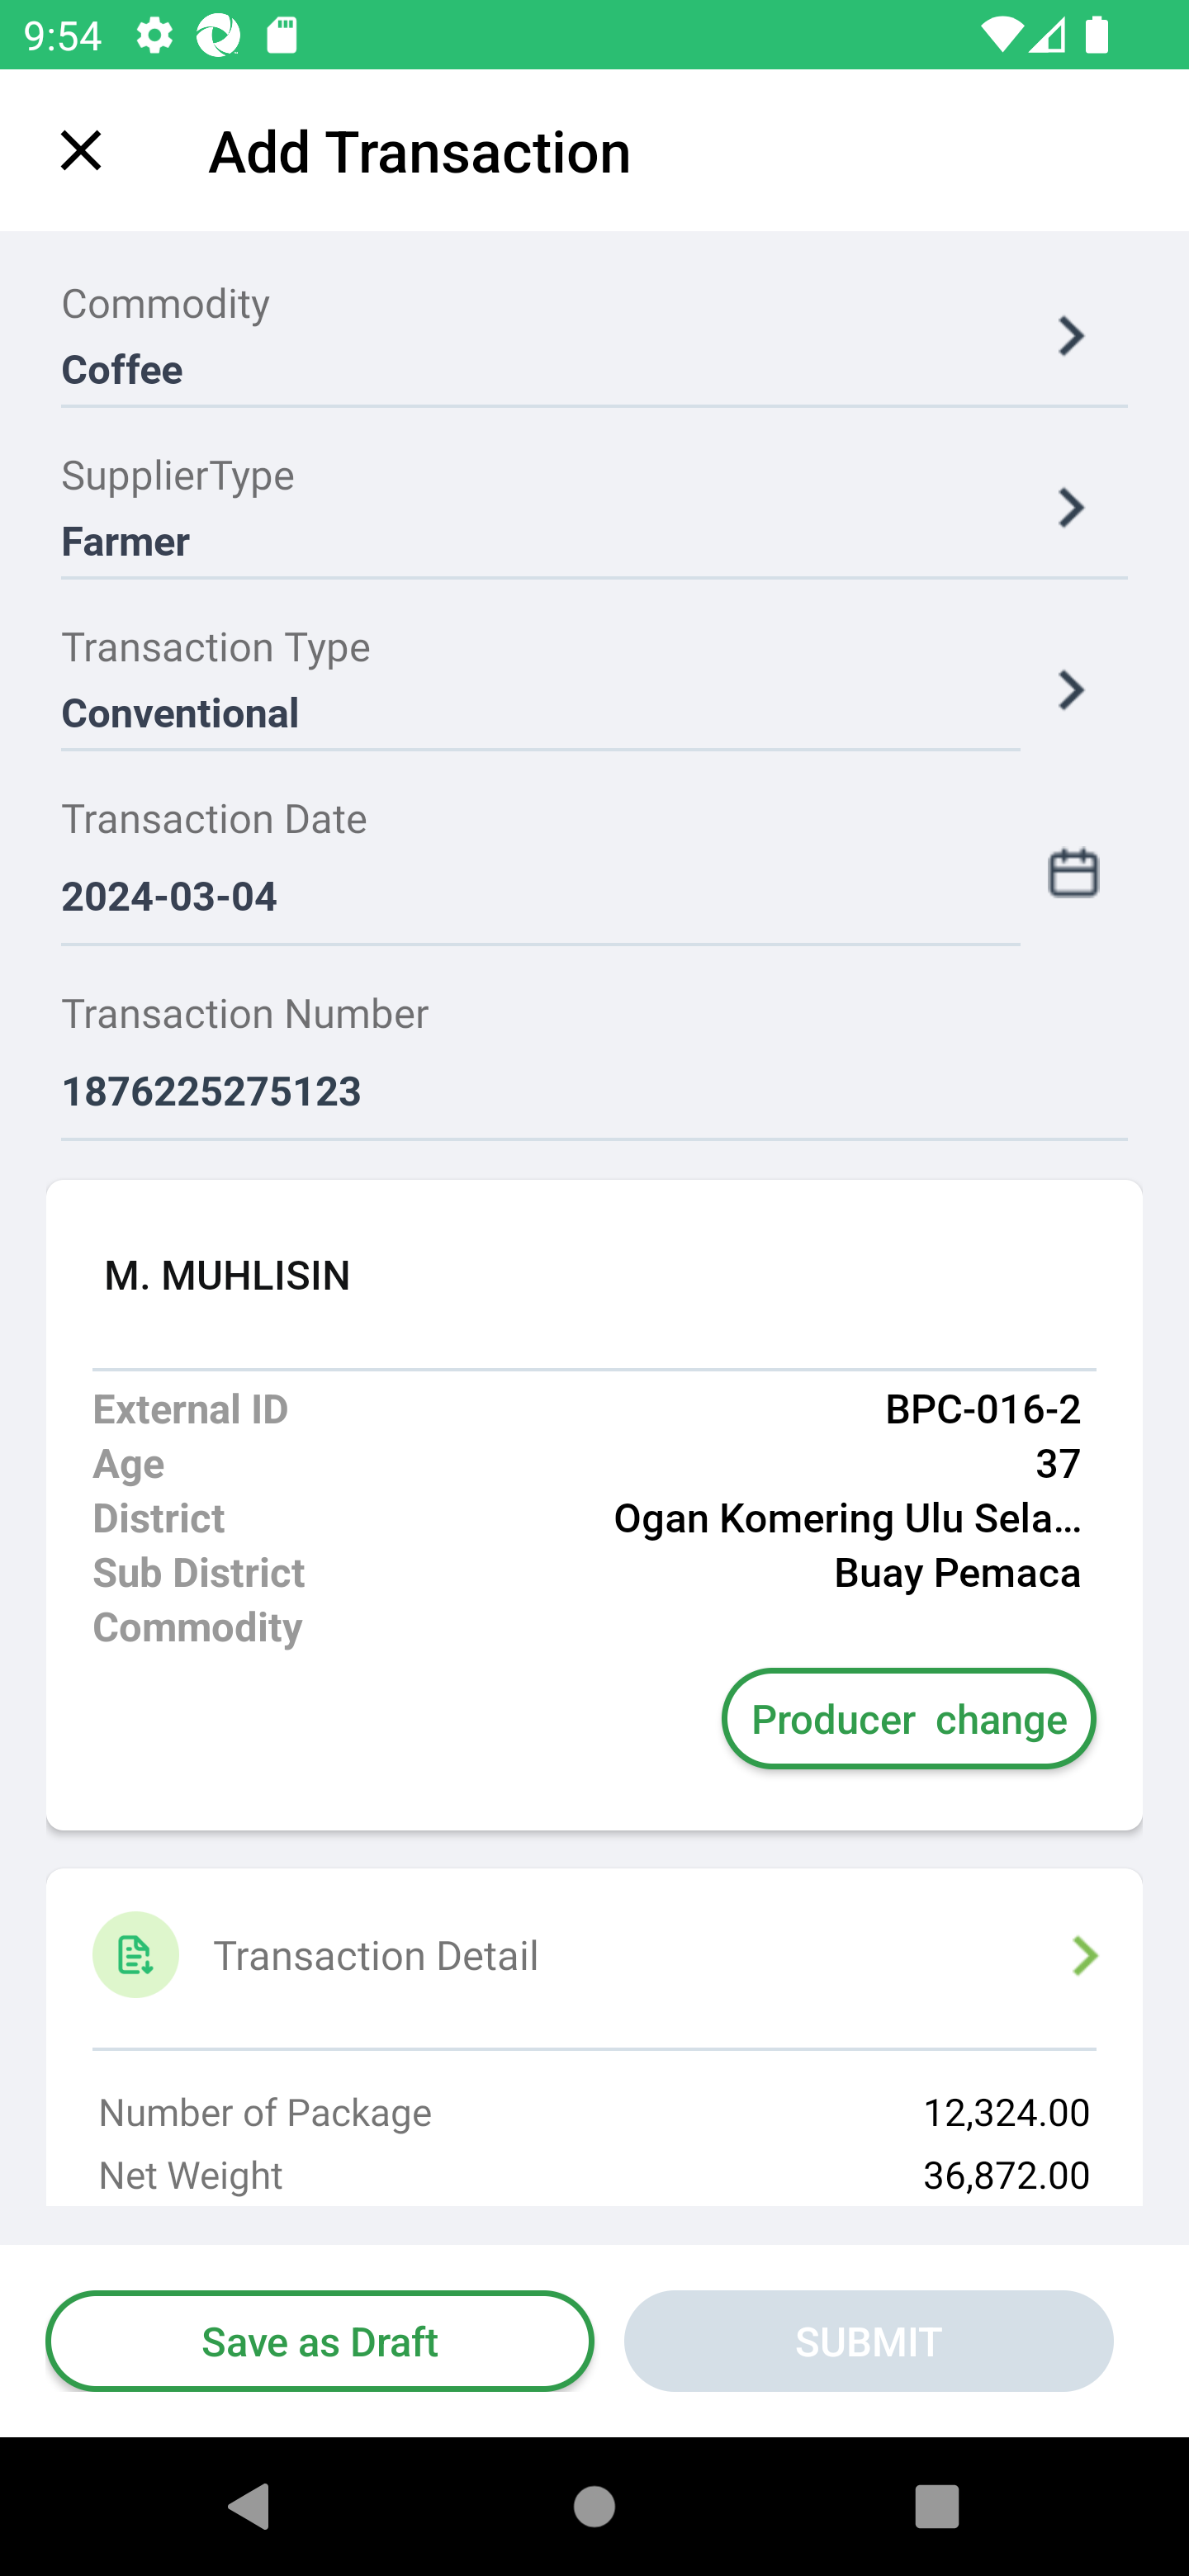 9:54
Add Transaction
Commodity
Coffee
SupplierType
Farmer
Transaction Type
Conventional
Transaction Date
2024-03-04
Transaction Number
1876225275123
M. MUHLISIN
External ID BPC-016-2
Age 37
District Ogan Komering Ulu Sela...
Sub District Buay Pemaca
Commodity
Producer change
Transaction Detail
Number of Package 12,324.00
Net Weight 36,872.00
Save as Draft SUBMIT